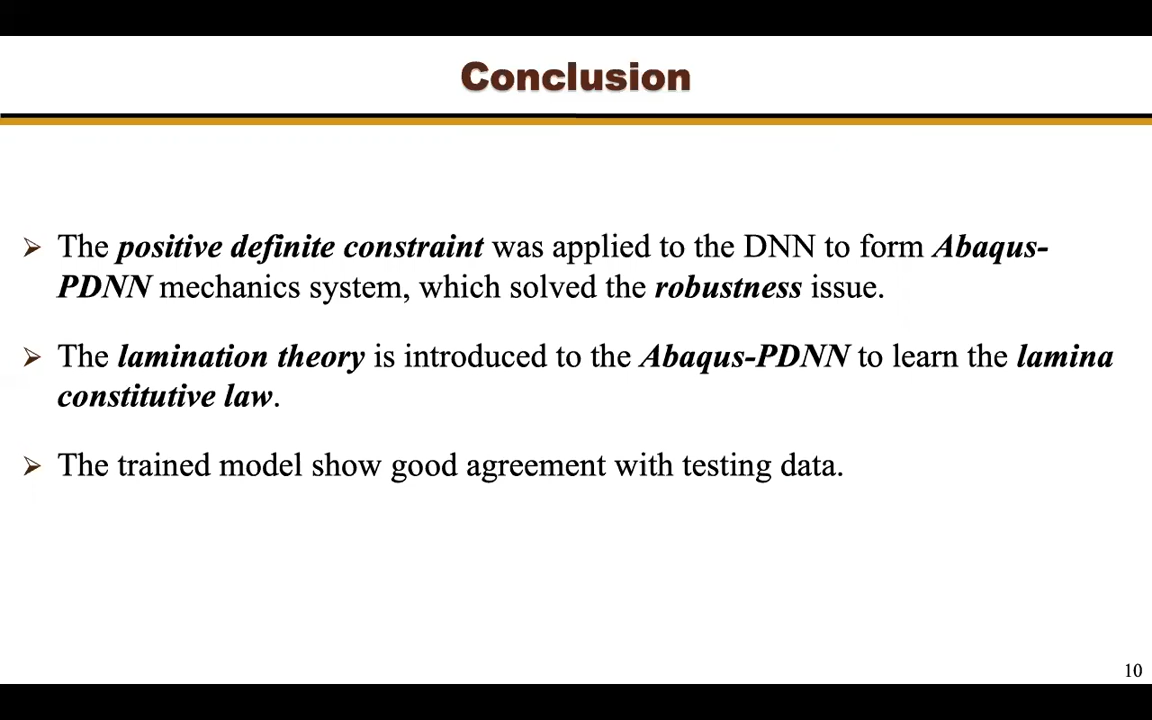 Conclusion
➢ The positive definite constraint was applied to the DNN to form Abaqus-
PDNN mechanics system, which solved the robustness issue.
➢ The lamination theory is introduced to the Abaqus-PDNN to learn the lamina
constitutive law.
➢ The trained model show good agreement with testing data.
10